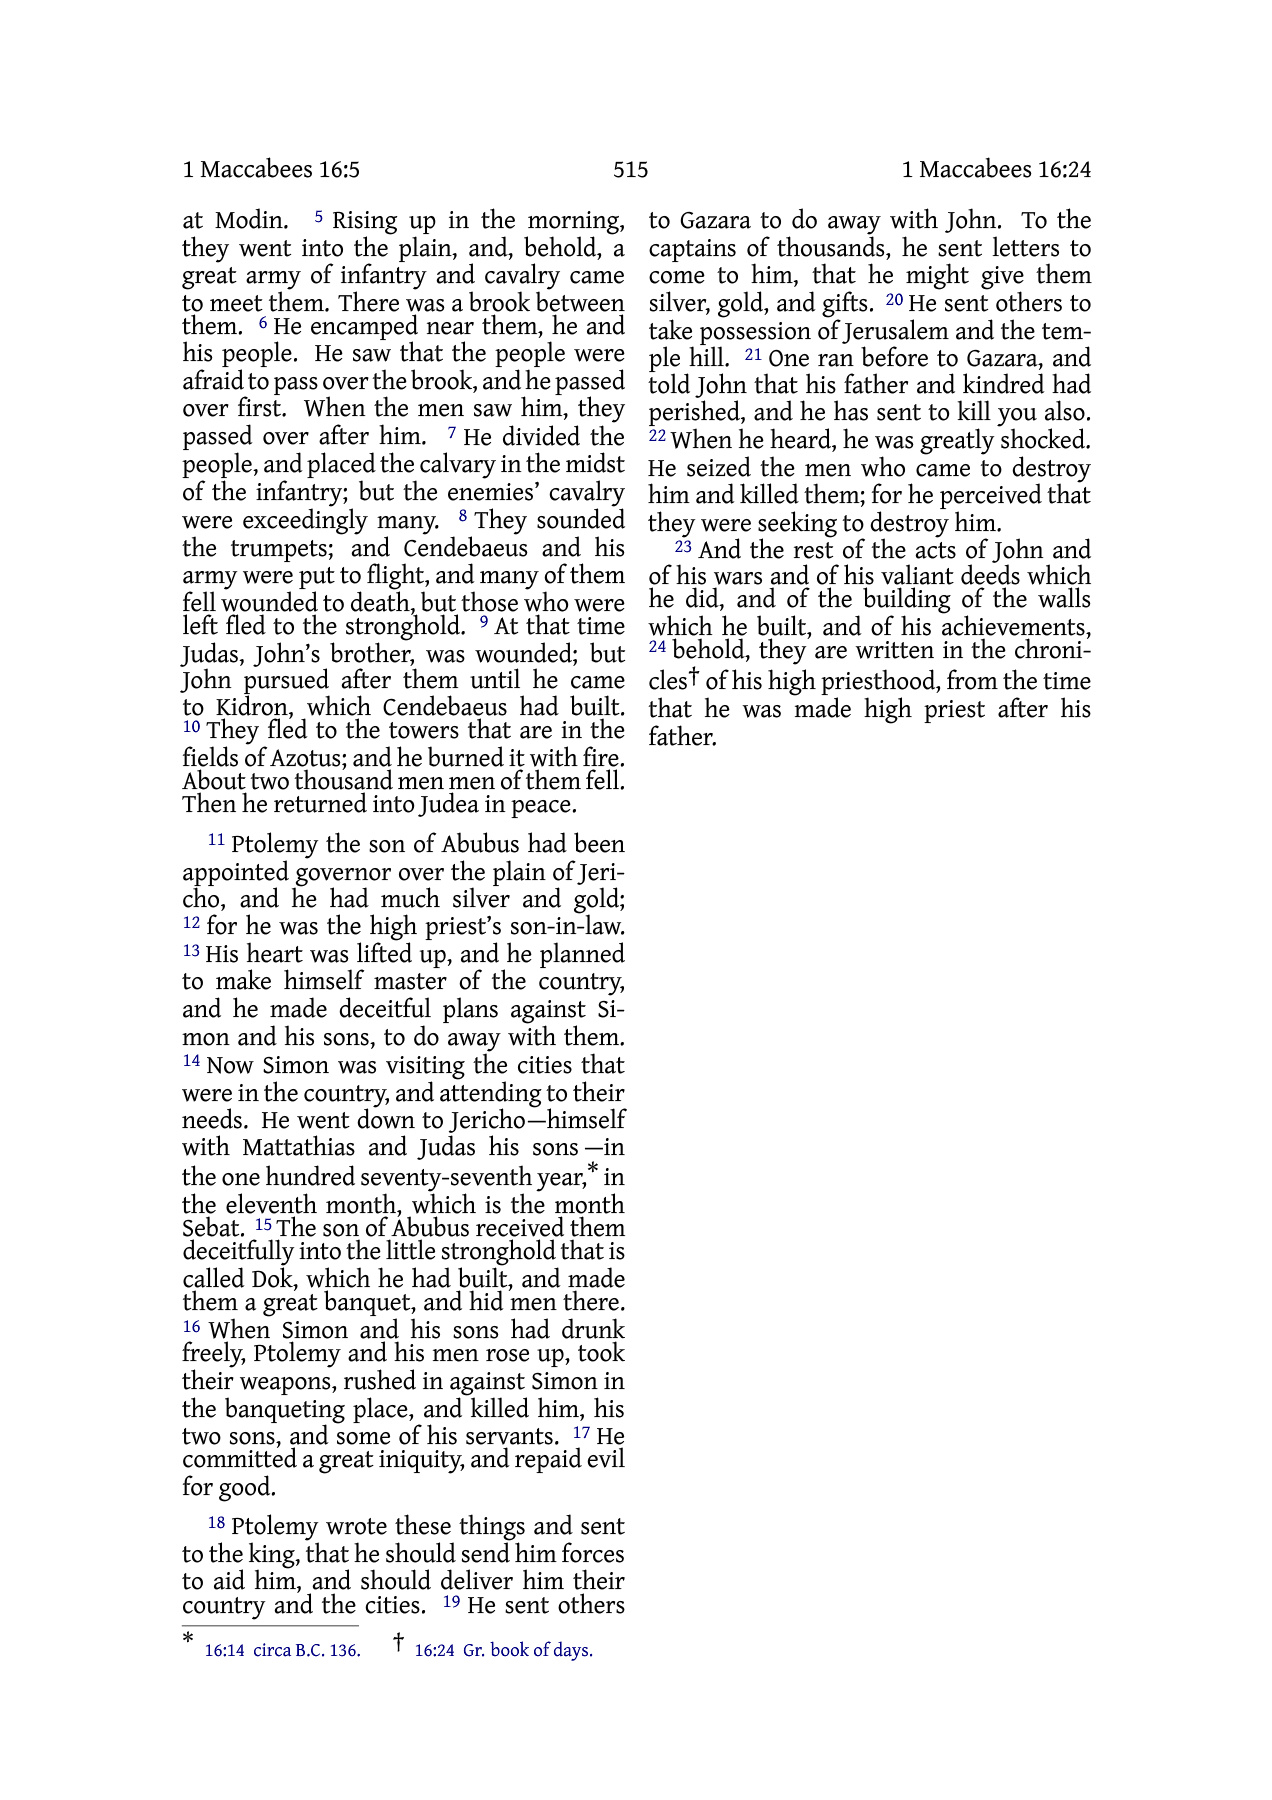 1 Maccabees 16:5 515 1 Maccabees 16:24
at Modin. 5 Rising up in the morning,
they went into the plain, and, behold, a
great army of infantry and cavalry came
to meet them. There was a brook between
them. 6 He encamped near them, he and
his people. He saw that the people were
afraid to pass over the brook, and he passed
over first. When the men saw him, they
passed over after him. 7 He divided the
people, and placed the calvary in the midst
of the infantry; but the enemies’ cavalry
were exceedingly many. 8 They sounded
the trumpets; and Cendebaeus and his
army were put to flight, and many of them
fell wounded to death, but those who were
left fled to the stronghold. 9 At that time
Judas, John’s brother, was wounded; but
John pursued after them until he came
to Kidron, which Cendebaeus had built.
10 They fled to the towers that are in the
fields of Azotus; and he burned it with fire.
About two thousand men men of them fell.
Then he returned into Judea in peace.
11 Ptolemy the son of Abubus had been
appointed governor over the plain of Jeri-
cho, and he had much silver and gold;
12 for he was the high priest’s son-in-law.
13 His heart was lifted up, and he planned
to make himself master of the country,
and he made deceitful plans against Si-
mon and his sons, to do away with them.
14 Now Simon was visiting the cities that
were in the country, and attending to their
needs. He went down to Jericho—himself
with Mattathias and Judas his sons —in
the one hundred seventy-seventh year,* in
the eleventh month, which is the month
Sebat. 15 The son of Abubus received them
deceitfully into the little stronghold that is
called Dok, which he had built, and made
them a great banquet, and hid men there.
16 When Simon and his sons had drunk
freely, Ptolemy and his men rose up, took
their weapons, rushed in against Simon in
the banqueting place, and killed him, his
two sons, and some of his servants. 17 He
committed a great iniquity, and repaid evil
for good.
18 Ptolemy wrote these things and sent
to the king, that he should send him forces
to aid him, and should deliver him their
country and the cities. 19 He sent others
to Gazara to do away with John. To the
captains of thousands, he sent letters to
come to him, that he might give them
silver, gold, and gifts. 20 He sent others to
take possession of Jerusalem and the tem-
ple hill. 21 One ran before to Gazara, and
told John that his father and kindred had
perished, and he has sent to kill you also.
22 When he heard, he was greatly shocked.
He seized the men who came to destroy
him and killed them; for he perceived that
they were seeking to destroy him.
23 And the rest of the acts of John and
of his wars and of his valiant deeds which
he did, and of the building of the walls
which he built, and of his achievements,
24 behold, they are written in the chroni-
cles† of his high priesthood, from the time
that he was made high priest after his
father.
* 16:14 circa B.C. 136. † 16:24 Gr. book of days.